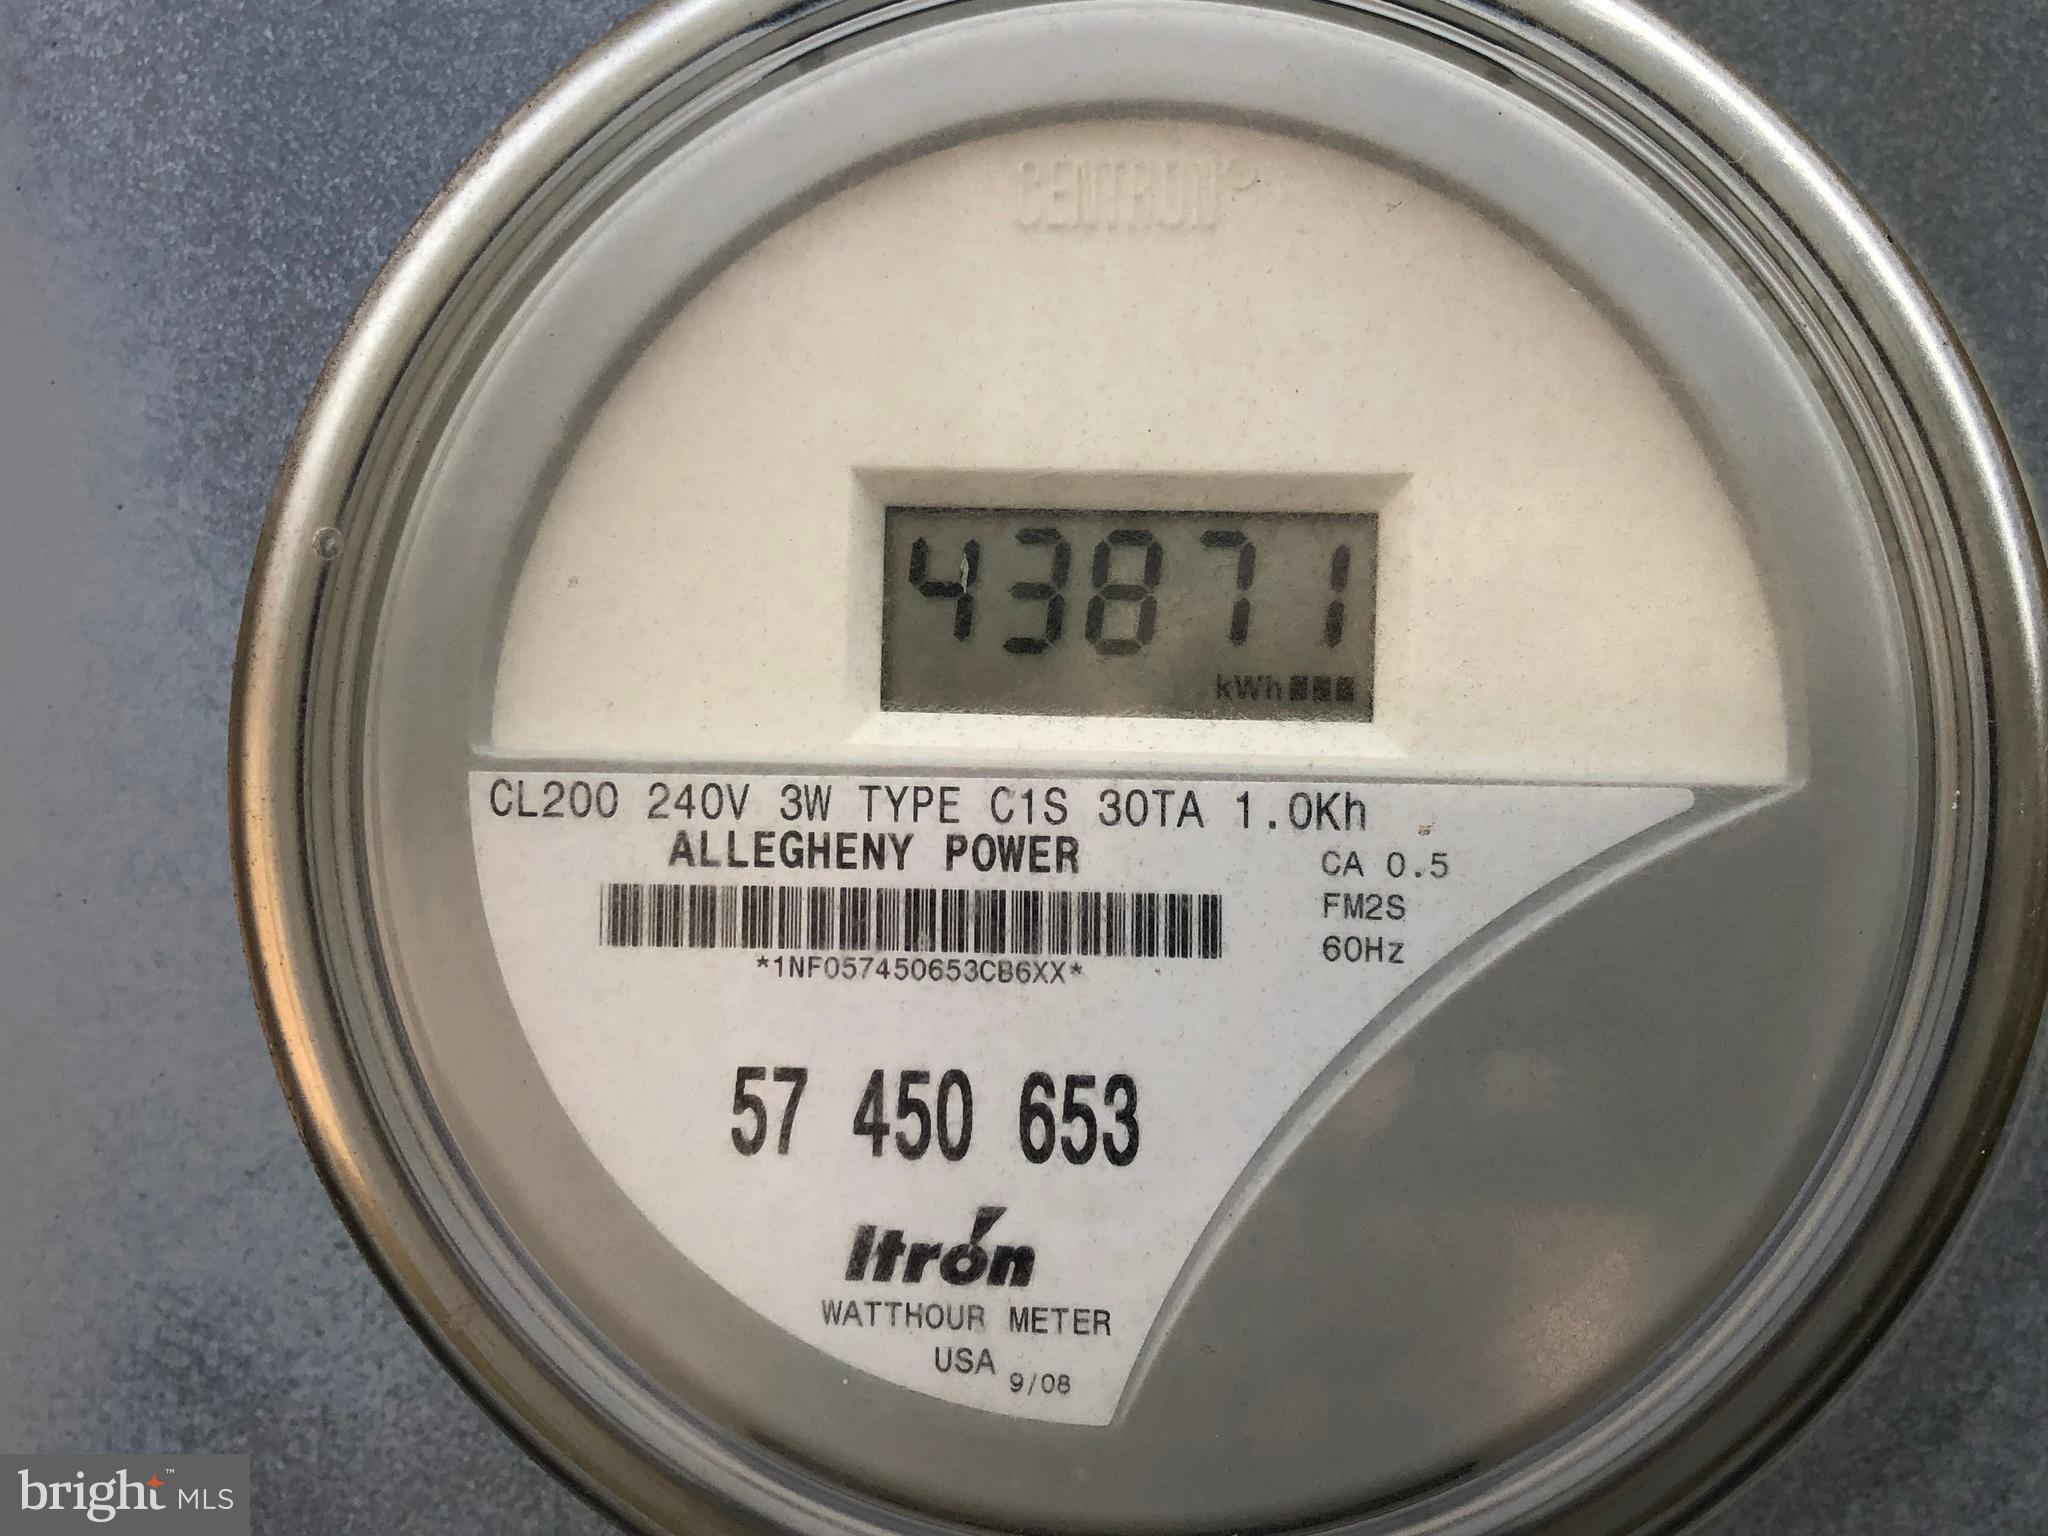 CENTRON®
43871
kWh
CL200 240V 3W TYPE C1S 30TA 1.0Kh
ALLEGHENY POWER
CA 0.5
FM2S
60Hz
*1NF057450653CB6XX*
57 450 653
Itron
WATTHOUR METER
USA 9/08
bright™ MLS